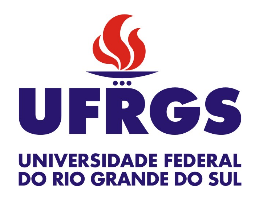 UFRGS
UNIVERSIDADE FEDERAL
DO RIO GRANDE DO SUL